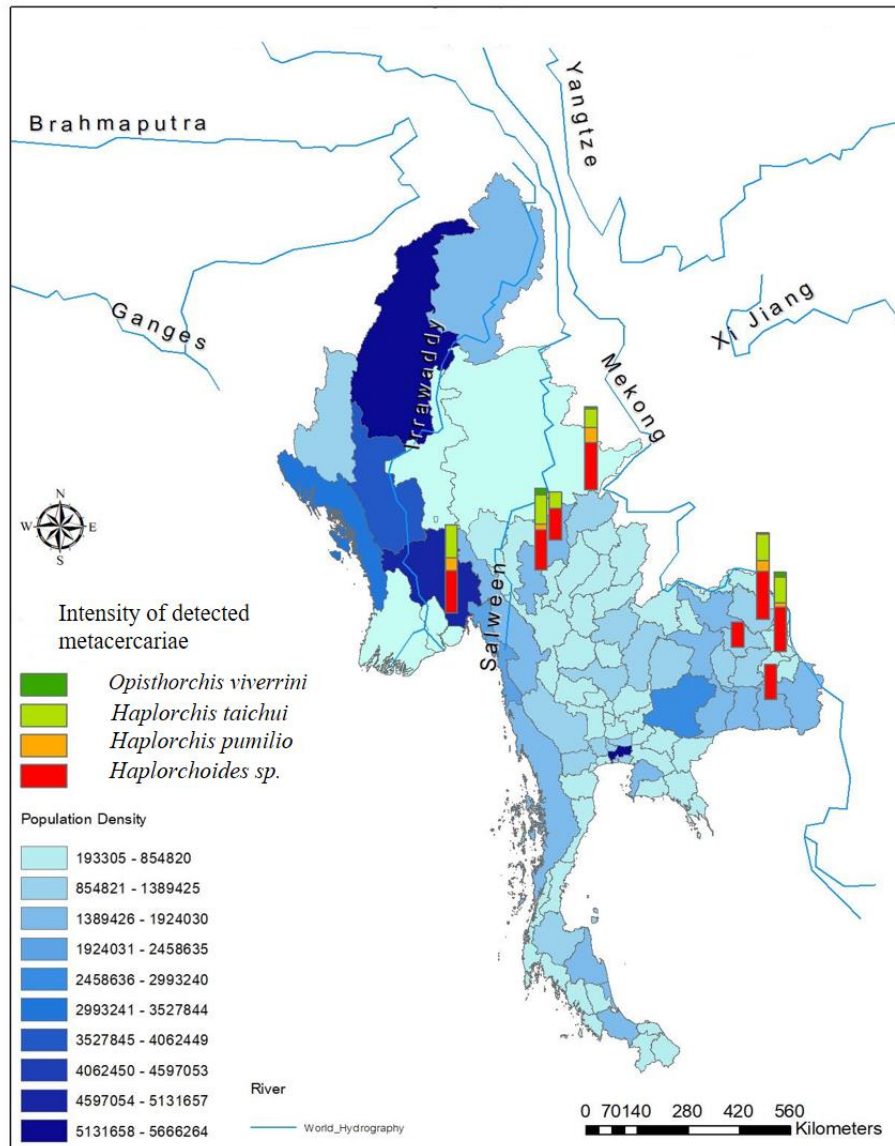 Yangtze
Brahmaputra
Ganges
Xi Jiang
Irrawaddy
Mekong
N
W E
S
Salween
Intensity of detected
metacercariae
Opisthorchis viverrini
Haplorchis taichui
Haplorchis pumilio
Haplorchoides sp.
Population Density
193305 - 854820
854821 - 1389425
1389426 - 1924030
1924031 - 2458635
2458636 - 2993240
2993241 - 3527844
3527845 - 4062449
4062450 - 4597053
4597054 - 5131657
5131658 - 5666264
River
World_Hydrography
0 70140 280 420 560
Kilometers